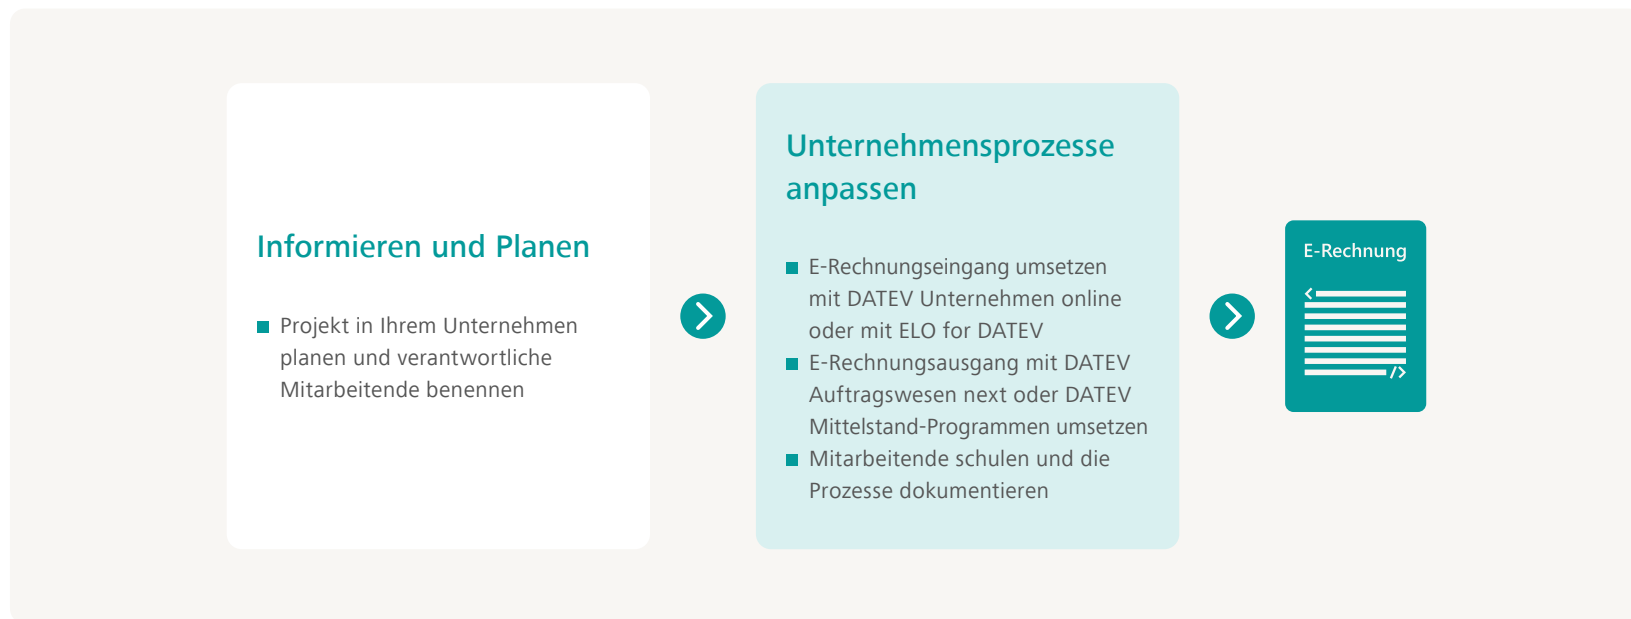 Informieren und Planen
Projekt in Ihrem Unternehmen
planen und verantwortliche
Mitarbeitende benennen
Unternehmensprozesse
anpassen
E-Rechnungseingang umsetzen
mit DATEV Unternehmen online
oder mit ELO for DATEV
E-Rechnungsausgang mit DATEV
Auftragswesen next oder DATEV
Mittelstand-Programmen umsetzen
Mitarbeitende schulen und die
Prozesse dokumentieren
E-Rechnung